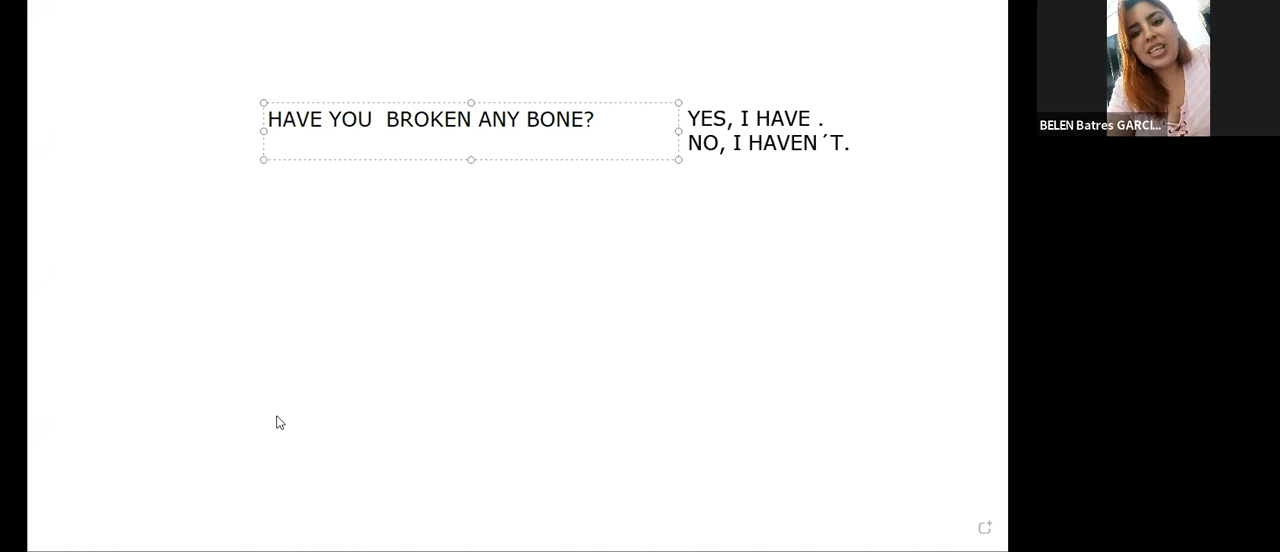 HAVE YOU  BROKEN ANY BONE?
YES, I HAVE .
NO, I HAVEN´T.
BELEN Batres GARCI...